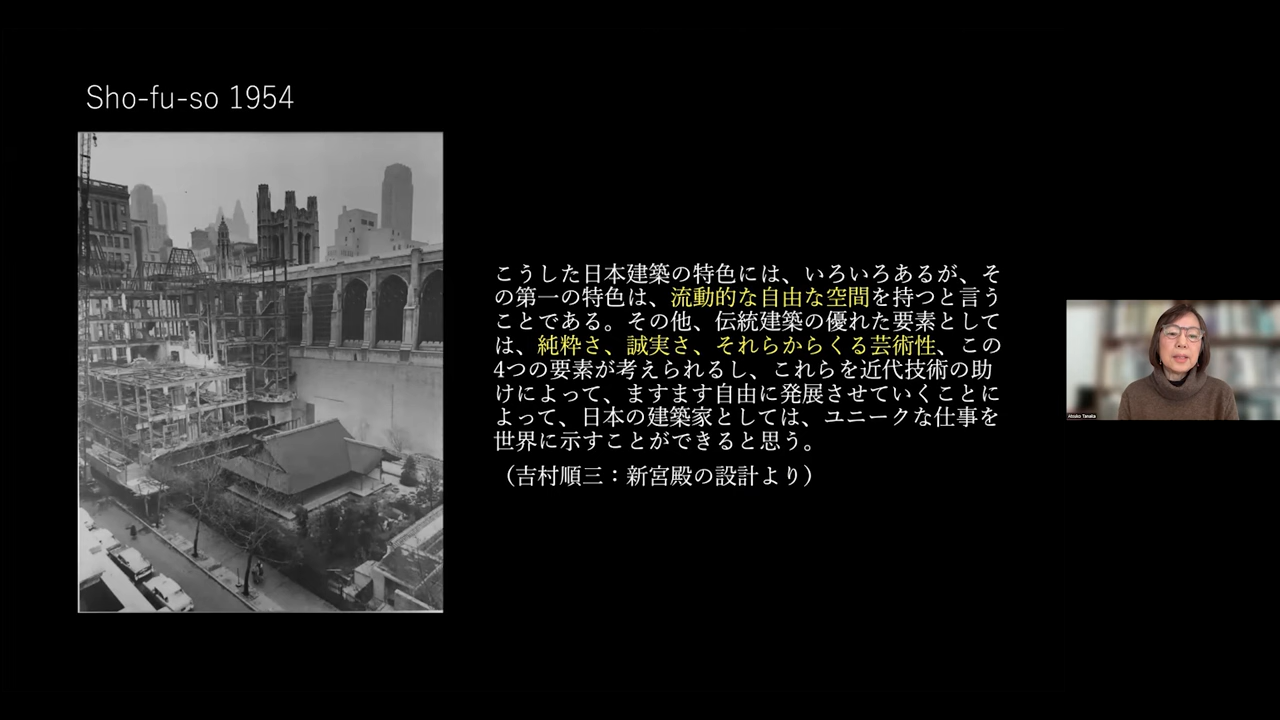 Sho-fu-so 1954
こうした日本建築の特色には、いろいろあるが、そ
の第一の特色は、流動的な自由な空間を持つと言う
ことである。その他、伝統建築の優れた要素として
は、純粋さ、誠実さ、それらからくる芸術性、この
4つの要素が考えられるし、これらを近代技術の助
けによって、ますます自由に発展させていくことに
よって、日本の建築家としては、ユニークな仕事を
世界に示すことができると思う。
（吉村順三：新宮殿の設計より）
Atsuko Tanaka